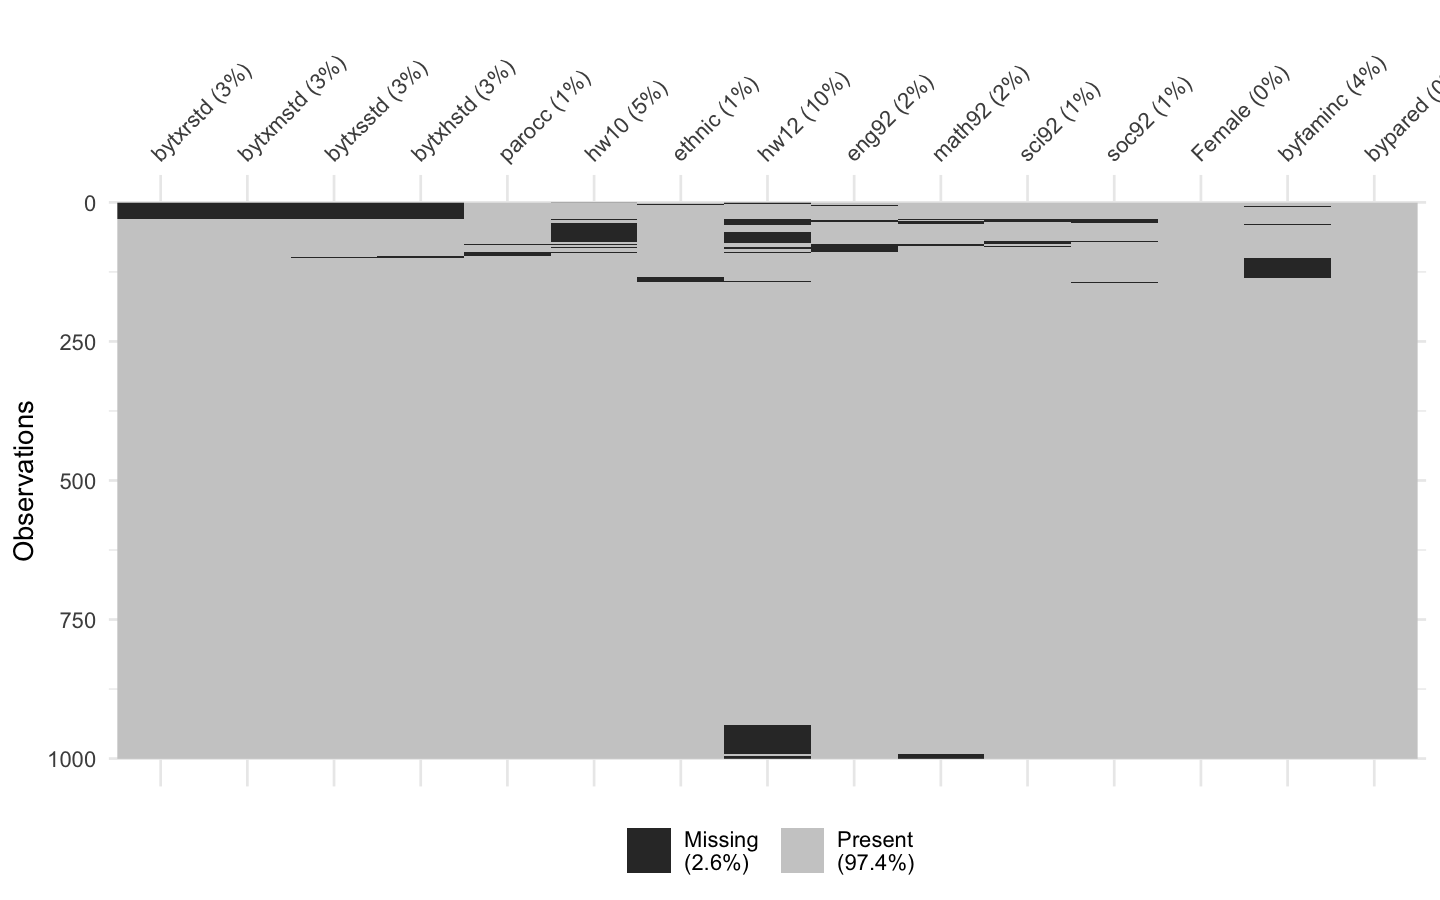 bytxrstd (3%)
bytxmstd (3%)
bytxsstd (3%)
bytxhstd (3%)
parocc (1%)
hw10 (5%)
ethnic (1%)
hw12 (10%)
eng92 (2%)
math92 (2%)
sci92 (1%)
soc92 (1%)
Female (0%)
byfaminc (4%)
bypared (0
0
250
500
750
1000
Observations
Missing
(2.6%)
Present
(97.4%)